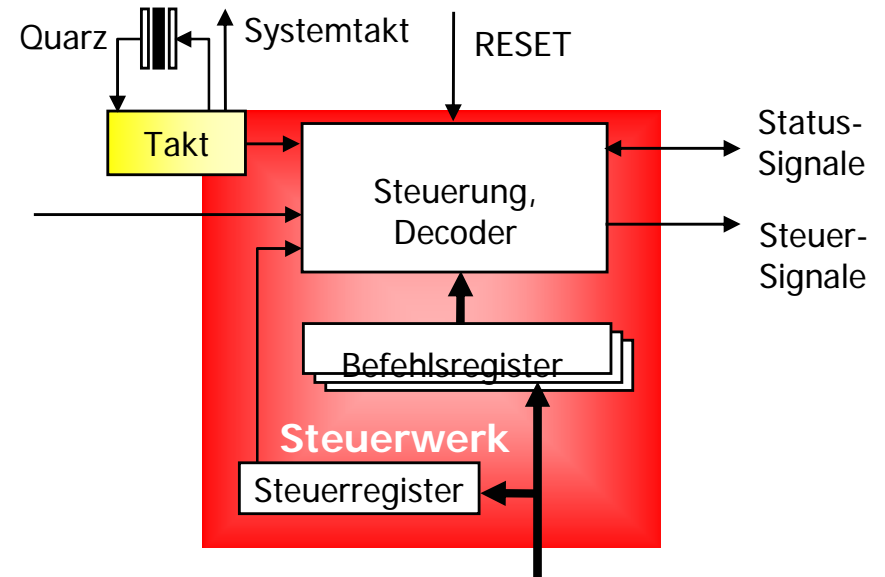 Quarz
Systemtakt
RESET
Takt
Status-
Signale
Steuerung,
Decoder
Steuer-
Signale
Befehlsregister
Steuerwerk
Steuerregister